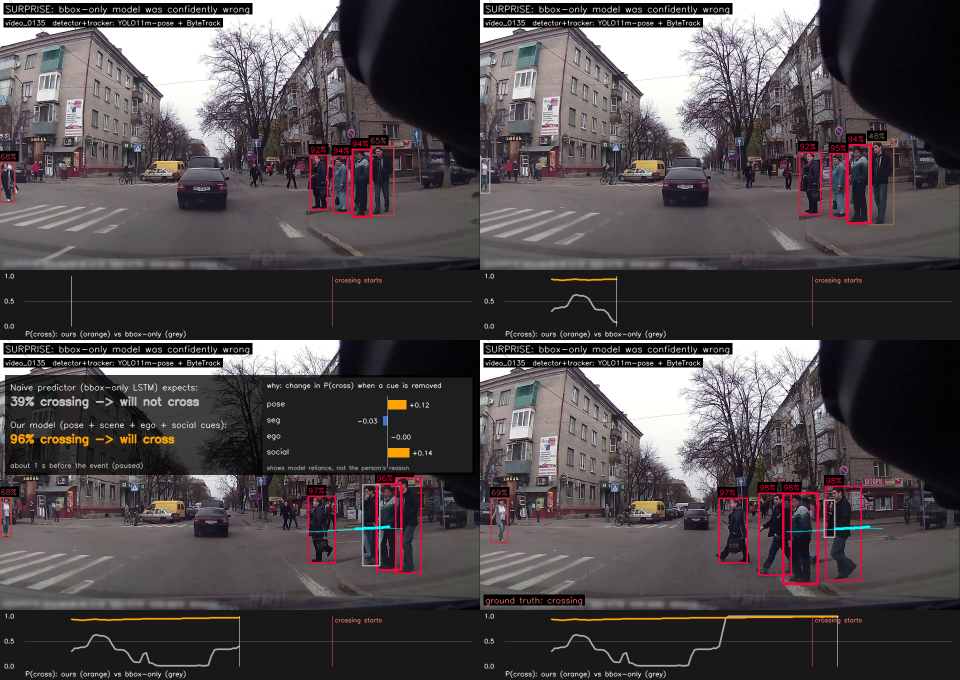 SURPRISE: bbox-only model was confidently wrong
video_0135 detector+tracker: YOLO11m-pose + ByteTrack
68%
92%
94%
94%
65%
1.0
0.5
0.0
crossing starts
P(cross): ours (orange) vs bbox-only (grey)
SURPRISE: bbox-only model was confidently wrong
video_0135 detector+tracker: YOLO11m-pose + ByteTrack
92%
95%
94%
48%
1.0
0.5
0.0
crossing starts
P(cross): ours (orange) vs bbox-only (grey)
SURPRISE: bbox-only model was confidently wrong
video_0135 detector+tracker: YOLO11m-pose + ByteTrack
Naive predictor (bbox-only LSTM) expects:
39% crossing —> will not cross
Our model (pose + scene + ego + social cues):
96% crossing —> will cross
about 1 s before the event (paused)
why: change in P(cross) when a cue is removed
pose
+0.12
seg
-0.03
ego
-0.00
social
+0.14
shows model reliance, not the person's reason
68%
97%
96%
1.0
0.5
0.0
crossing starts
P(cross): ours (orange) vs bbox-only (grey)
SURPRISE: bbox-only model was confidently wrong
video_0135 detector+tracker: YOLO11m-pose + ByteTrack
69%
97%
98%
98%
98%
ground truth: crossing
1.0
0.5
0.0
crossing starts
P(cross): ours (orange) vs bbox-only (grey)